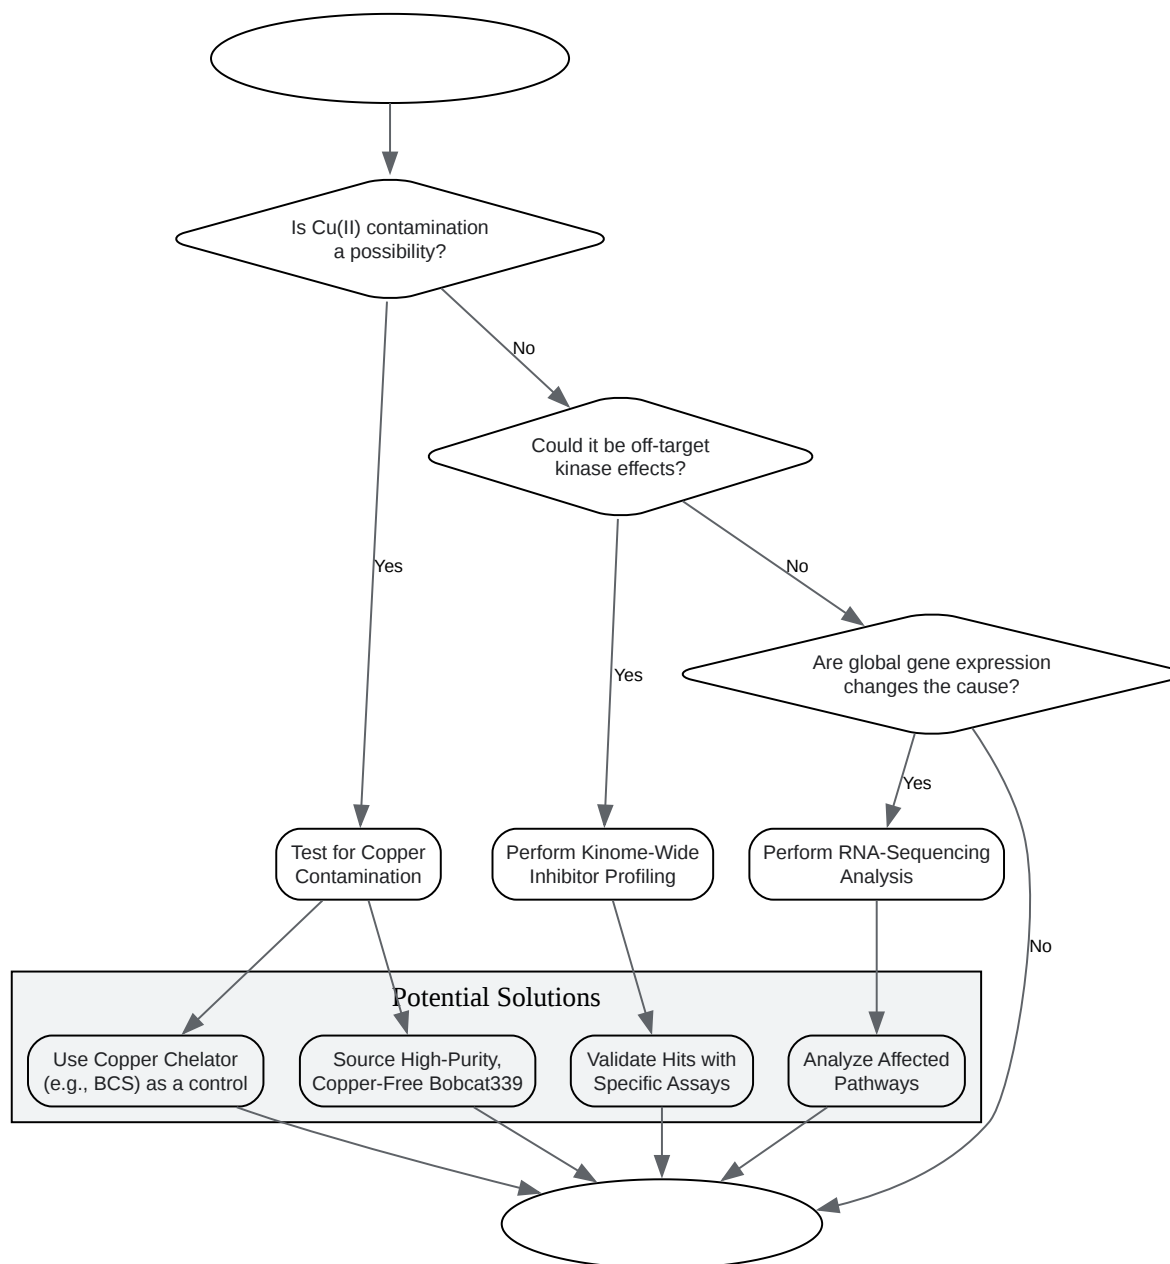 Is Cu(II) contamination
a possibility?
No
Could it be off-target
kinase effects?
Yes
No
Yes
Are global gene expression
changes the cause?
Yes
Test for Copper
Contamination
Perform Kinome-Wide
Inhibitor Profiling
Perform RNA-Sequencing
Analysis
No
Potential Solutions
Use Copper Chelator
(e.g., BCS) as a control
Source High-Purity,
Copper-Free Bobcat339
Validate Hits with
Specific Assays
Analyze Affected
Pathways